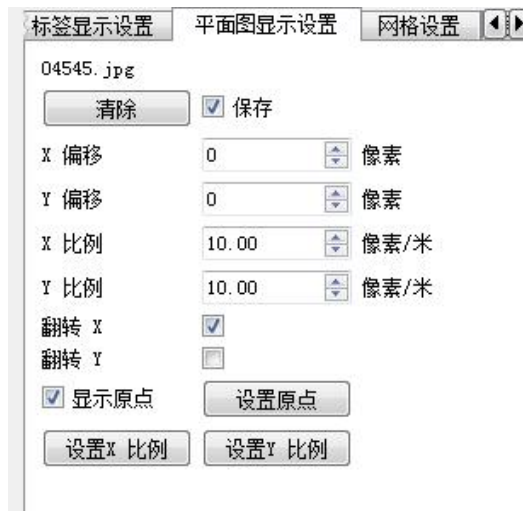 标签显示设置 平面图显示设置 网格设置
04545.jpg
清除 保存
X 偏移 0 像素
Y 偏移 0 像素
X 比例 10.00 像素/米
Y 比例 10.00 像素/米
翻转 X
翻转 Y
显示原点 设置原点
设置X 比例 设置Y 比例